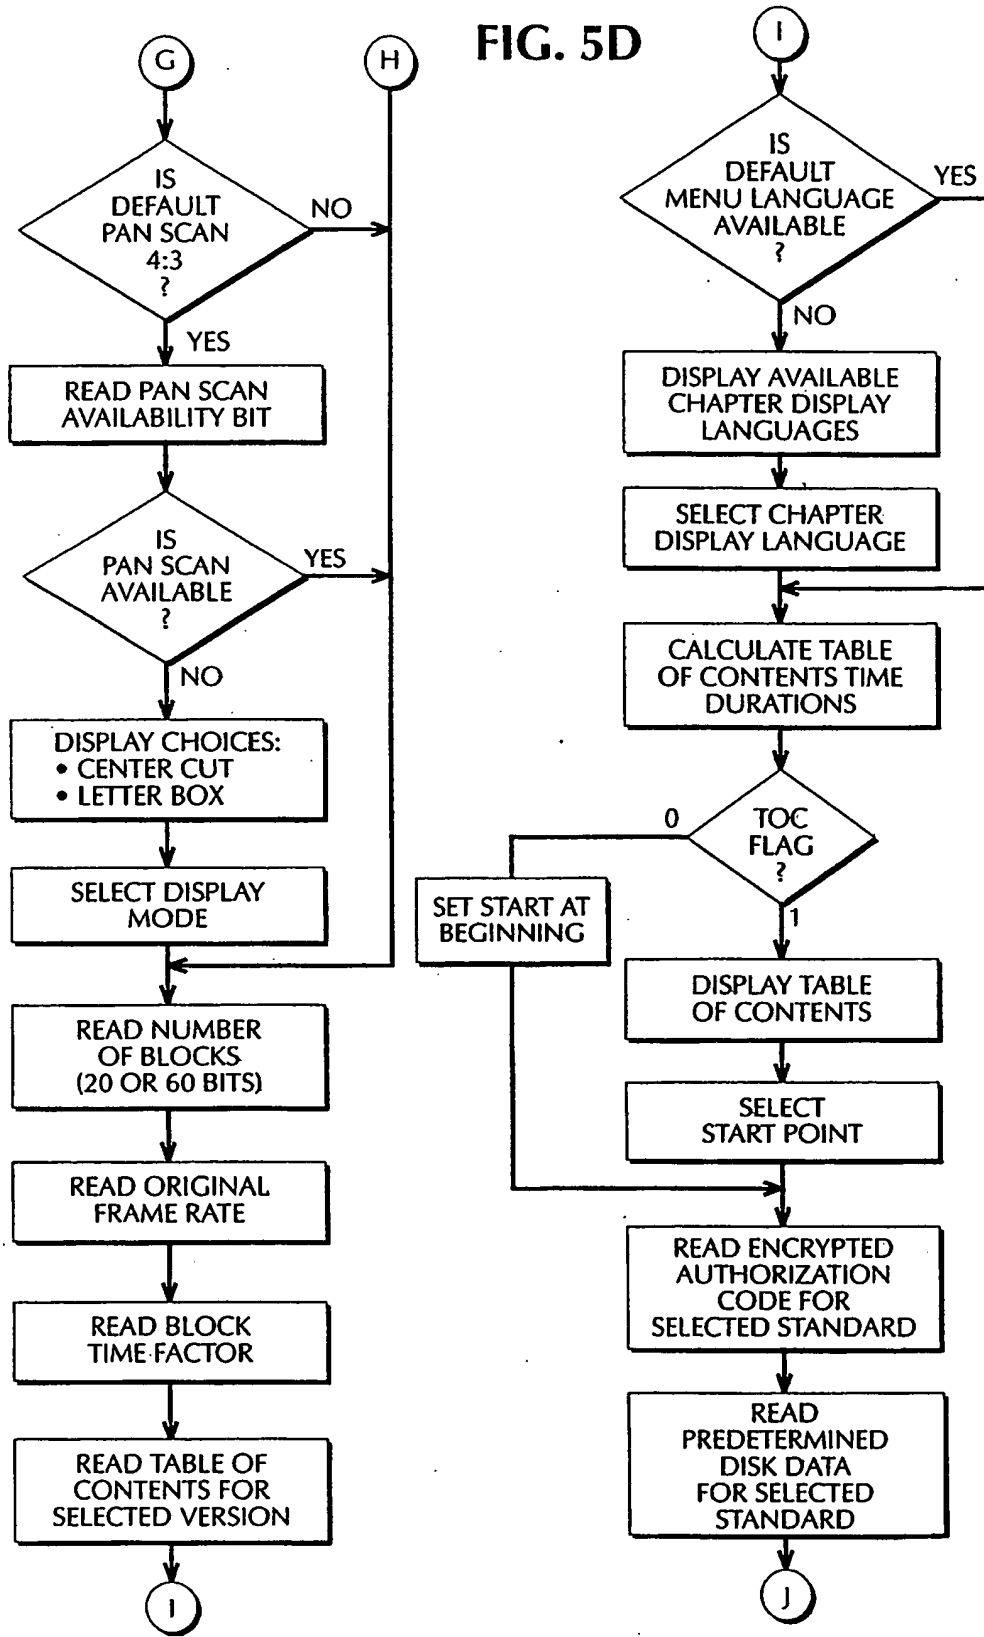 FIG. 5D
G
H
IS
DEFAULT
PAN SCAN
4:3
?
NO
YES
READ PAN SCAN
AVAILABILITY BIT
IS
PAN SCAN
AVAILABLE
?
YES
NO
DISPLAY CHOICES:
• CENTER CUT
• LETTER BOX
SELECT DISPLAY
MODE
READ NUMBER
OF BLOCKS
(20 OR 60 BITS)
READ ORIGINAL
FRAME RATE
READ BLOCK
TIME FACTOR
READ TABLE OF
CONTENTS FOR
SELECTED VERSION
I
I
IS
DEFAULT
MENU LANGUAGE
AVAILABLE
?
YES
NO
DISPLAY AVAILABLE
CHAPTER DISPLAY
LANGUAGES
SELECT CHAPTER
DISPLAY LANGUAGE
CALCULATE TABLE
OF CONTENTS TIME
DURATIONS
TOC
FLAG
?
0
1
SET START AT
BEGINNING
DISPLAY TABLE
OF CONTENTS
SELECT
START POINT
READ ENCRYPTED
AUTHORIZATION
CODE FOR
SELECTED STANDARD
READ
PREDETERMINED
DISK DATA
FOR SELECTED
STANDARD
J